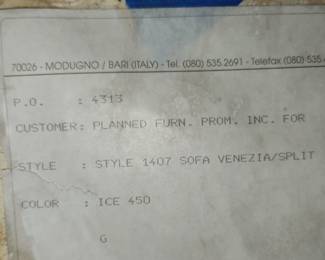 70026 - MODUGNO / BARI (ITALY) - Tel. (080) 535.2691 - Telefax (080) 535-
P.O. : 4313
CUSTOMER: PLANNED FURN. PROM. INC. FOR
STYLE : STYLE 1407 SOFA VENEZIA/SPLIT
COLOR : ICE 450
G